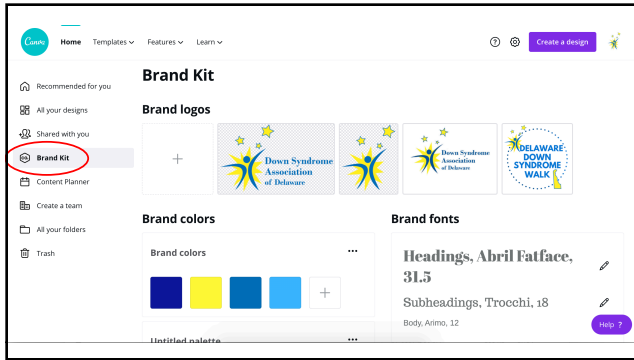 Canva Home Templates Features Learn Create a design
Brand Kit
Recommended for you
All your designs
Shared with you
Brand Kit
Content Planner
Create a team
All your folders
Trash
Brand logos
Down Syndrome
Association
of Delaware
Down Syndrome
Association
of Delaware
DELAWARE
DOWN
SYNDROME
WALK
Brand colors
Brand colors
Untitled palette
Brand fonts
Headings, Abril Fatface,
31.5
Subheadings, Trocchi, 18
Body, Arimo, 12
Help ?